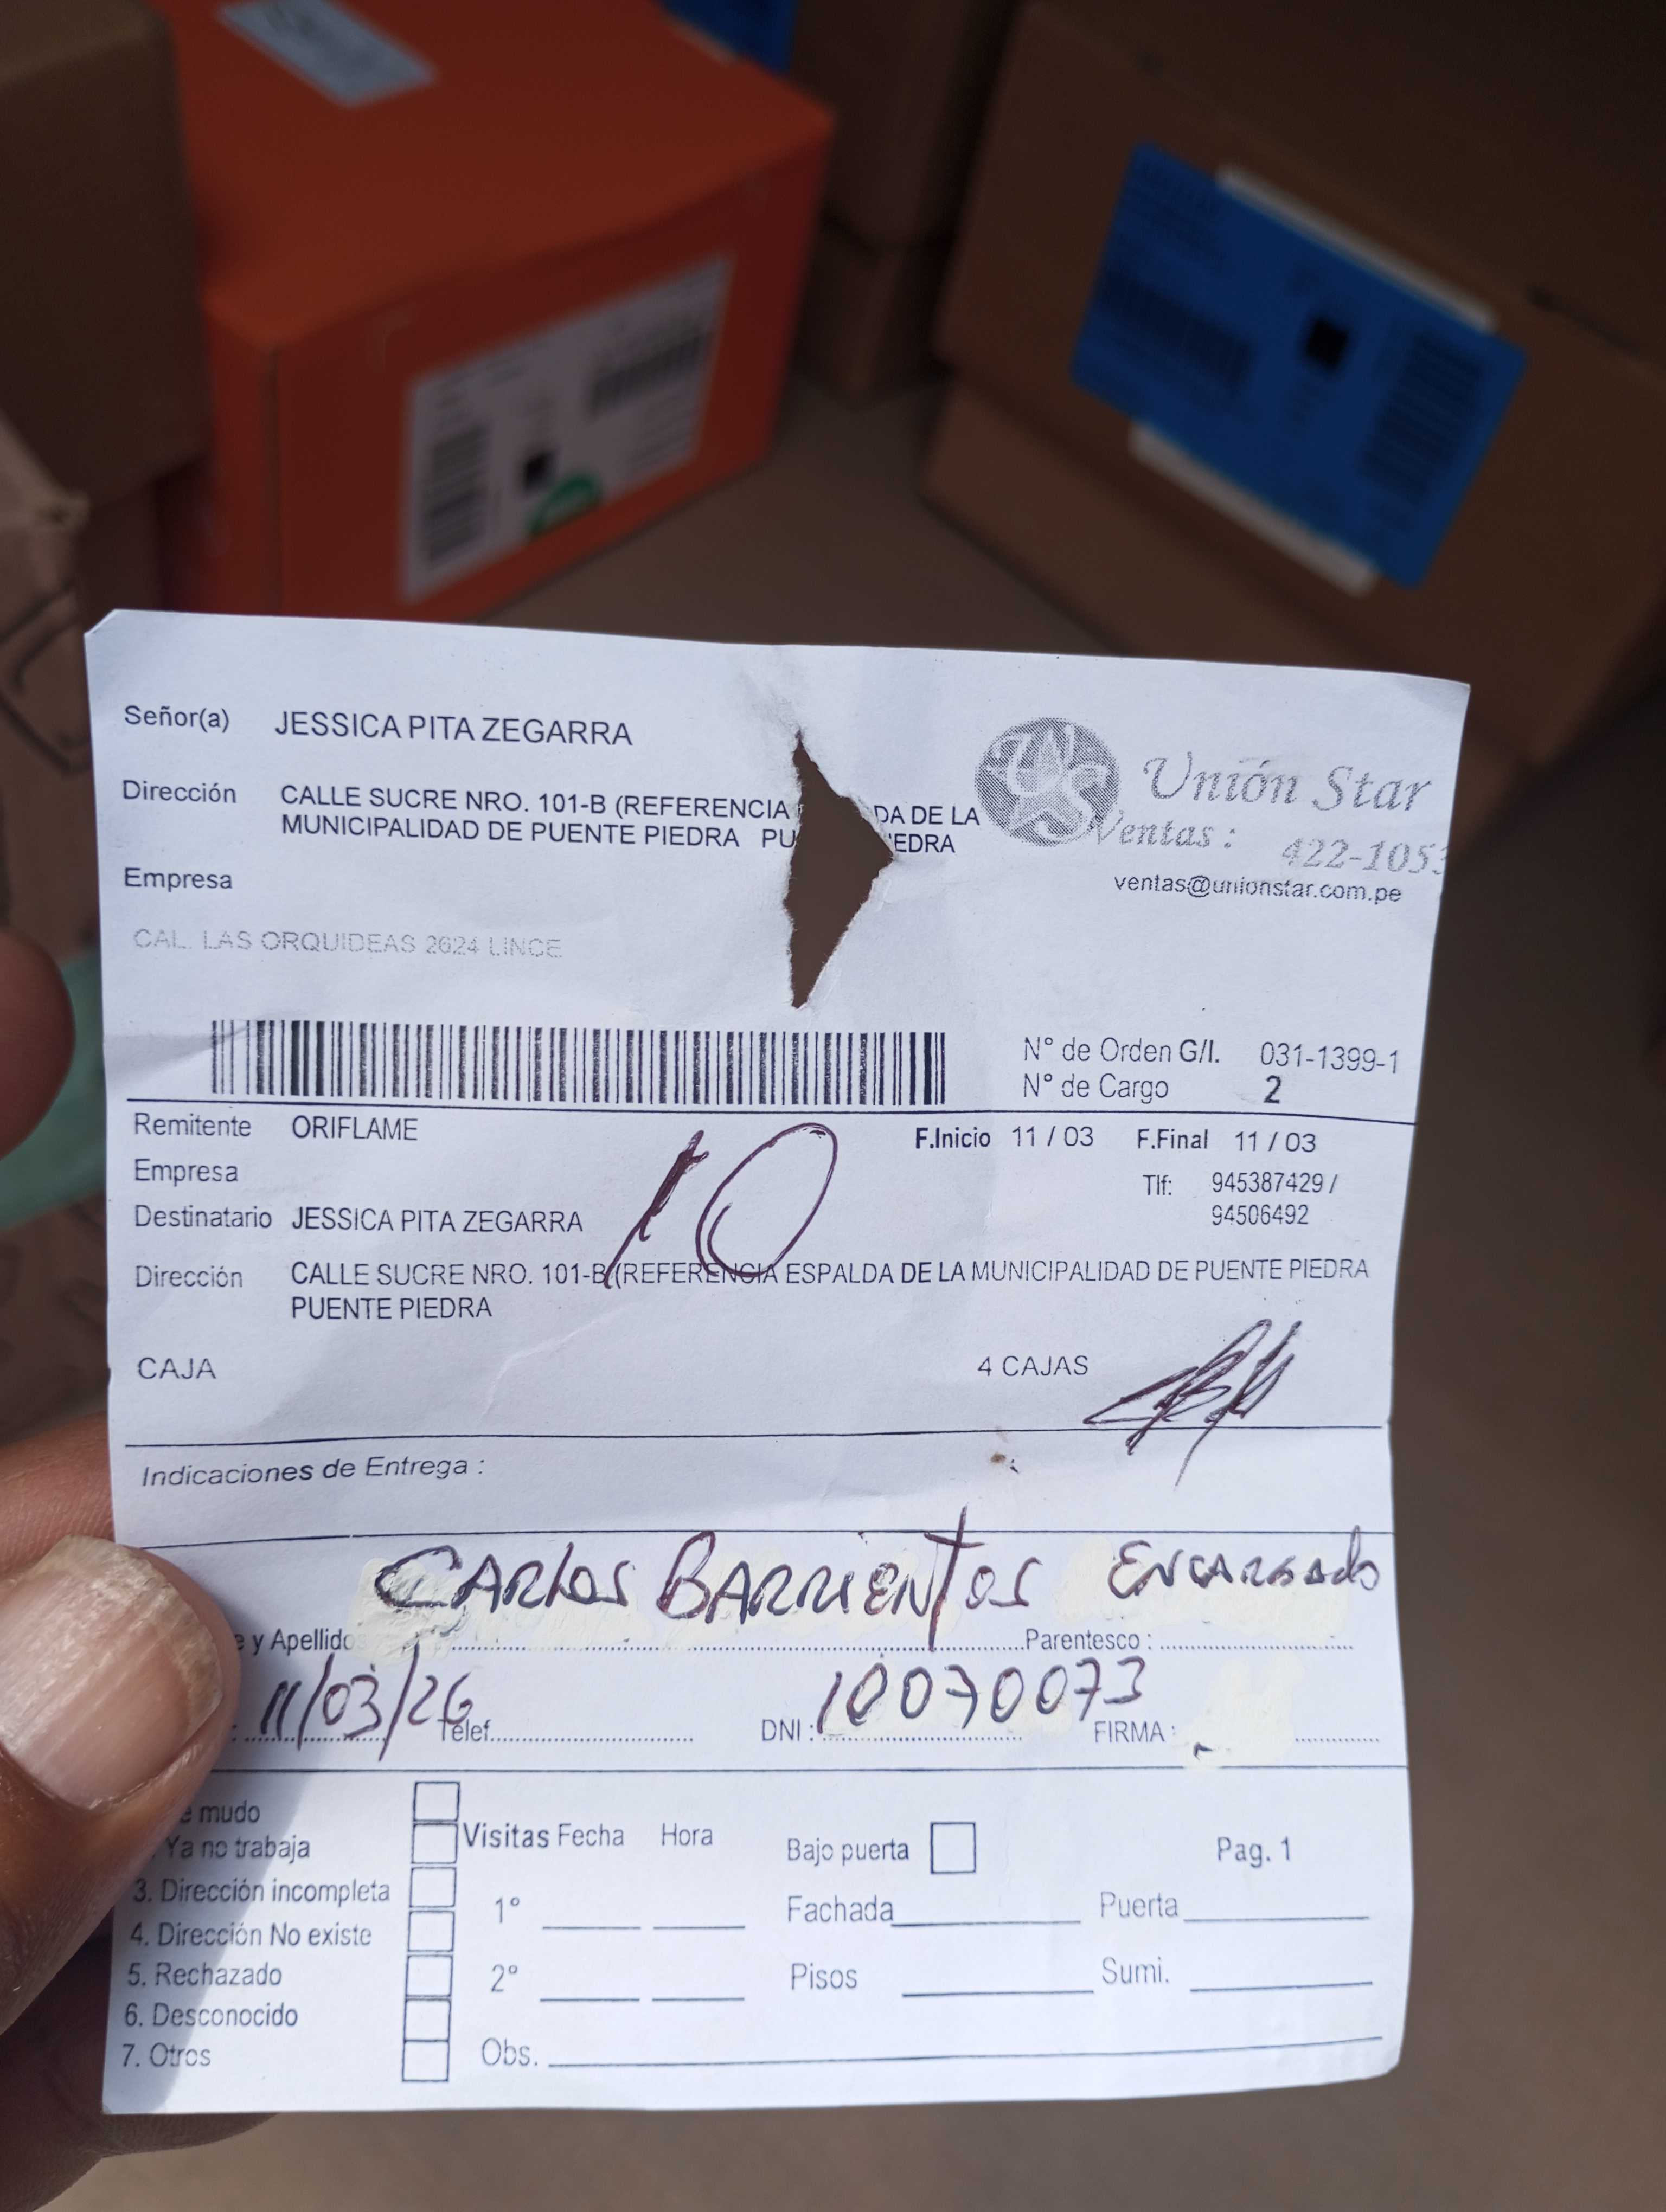 Señor(a) JESSICA PITA ZEGARRA
Dirección CALLE SUCRE NRO. 101-B (REFERENCIA DA DE LA
MUNICIPALIDAD DE PUENTE PIEDRA PU EDRA
Unión Star
Ventas : 422-1053
ventas@unionstar.com.pe
Empresa
CAL. LAS ORQUIDEAS 2624 LINCE
N° de Orden G/I. 031-1399-1
N° de Cargo 2
Remitente ORIFLAME
F.Inicio 11 / 03 F.Final 11 / 03
Empresa
Tlf: 945387429 /
94506492
Destinatario JESSICA PITA ZEGARRA
10
Dirección CALLE SUCRE NRO. 101-B (REFERENCIA ESPALDA DE LA MUNICIPALIDAD DE PUENTE PIEDRA
PUENTE PIEDRA
CAJA 4 CAJAS
Indicaciones de Entrega :
CARLOS BARRIENTOS ENCARGADO
e y Apellido Parentesco :
11/03/26 Telef. DNI : 10070073 FIRMA :
e mudo
Ya no trabaja
3. Dirección incompleta
4. Dirección No existe
5. Rechazado
6. Desconocido
7. Otros
Visitas Fecha Hora
1°
2°
Obs.
Bajo puerta Pag. 1
Fachada Puerta
Pisos Sumi.